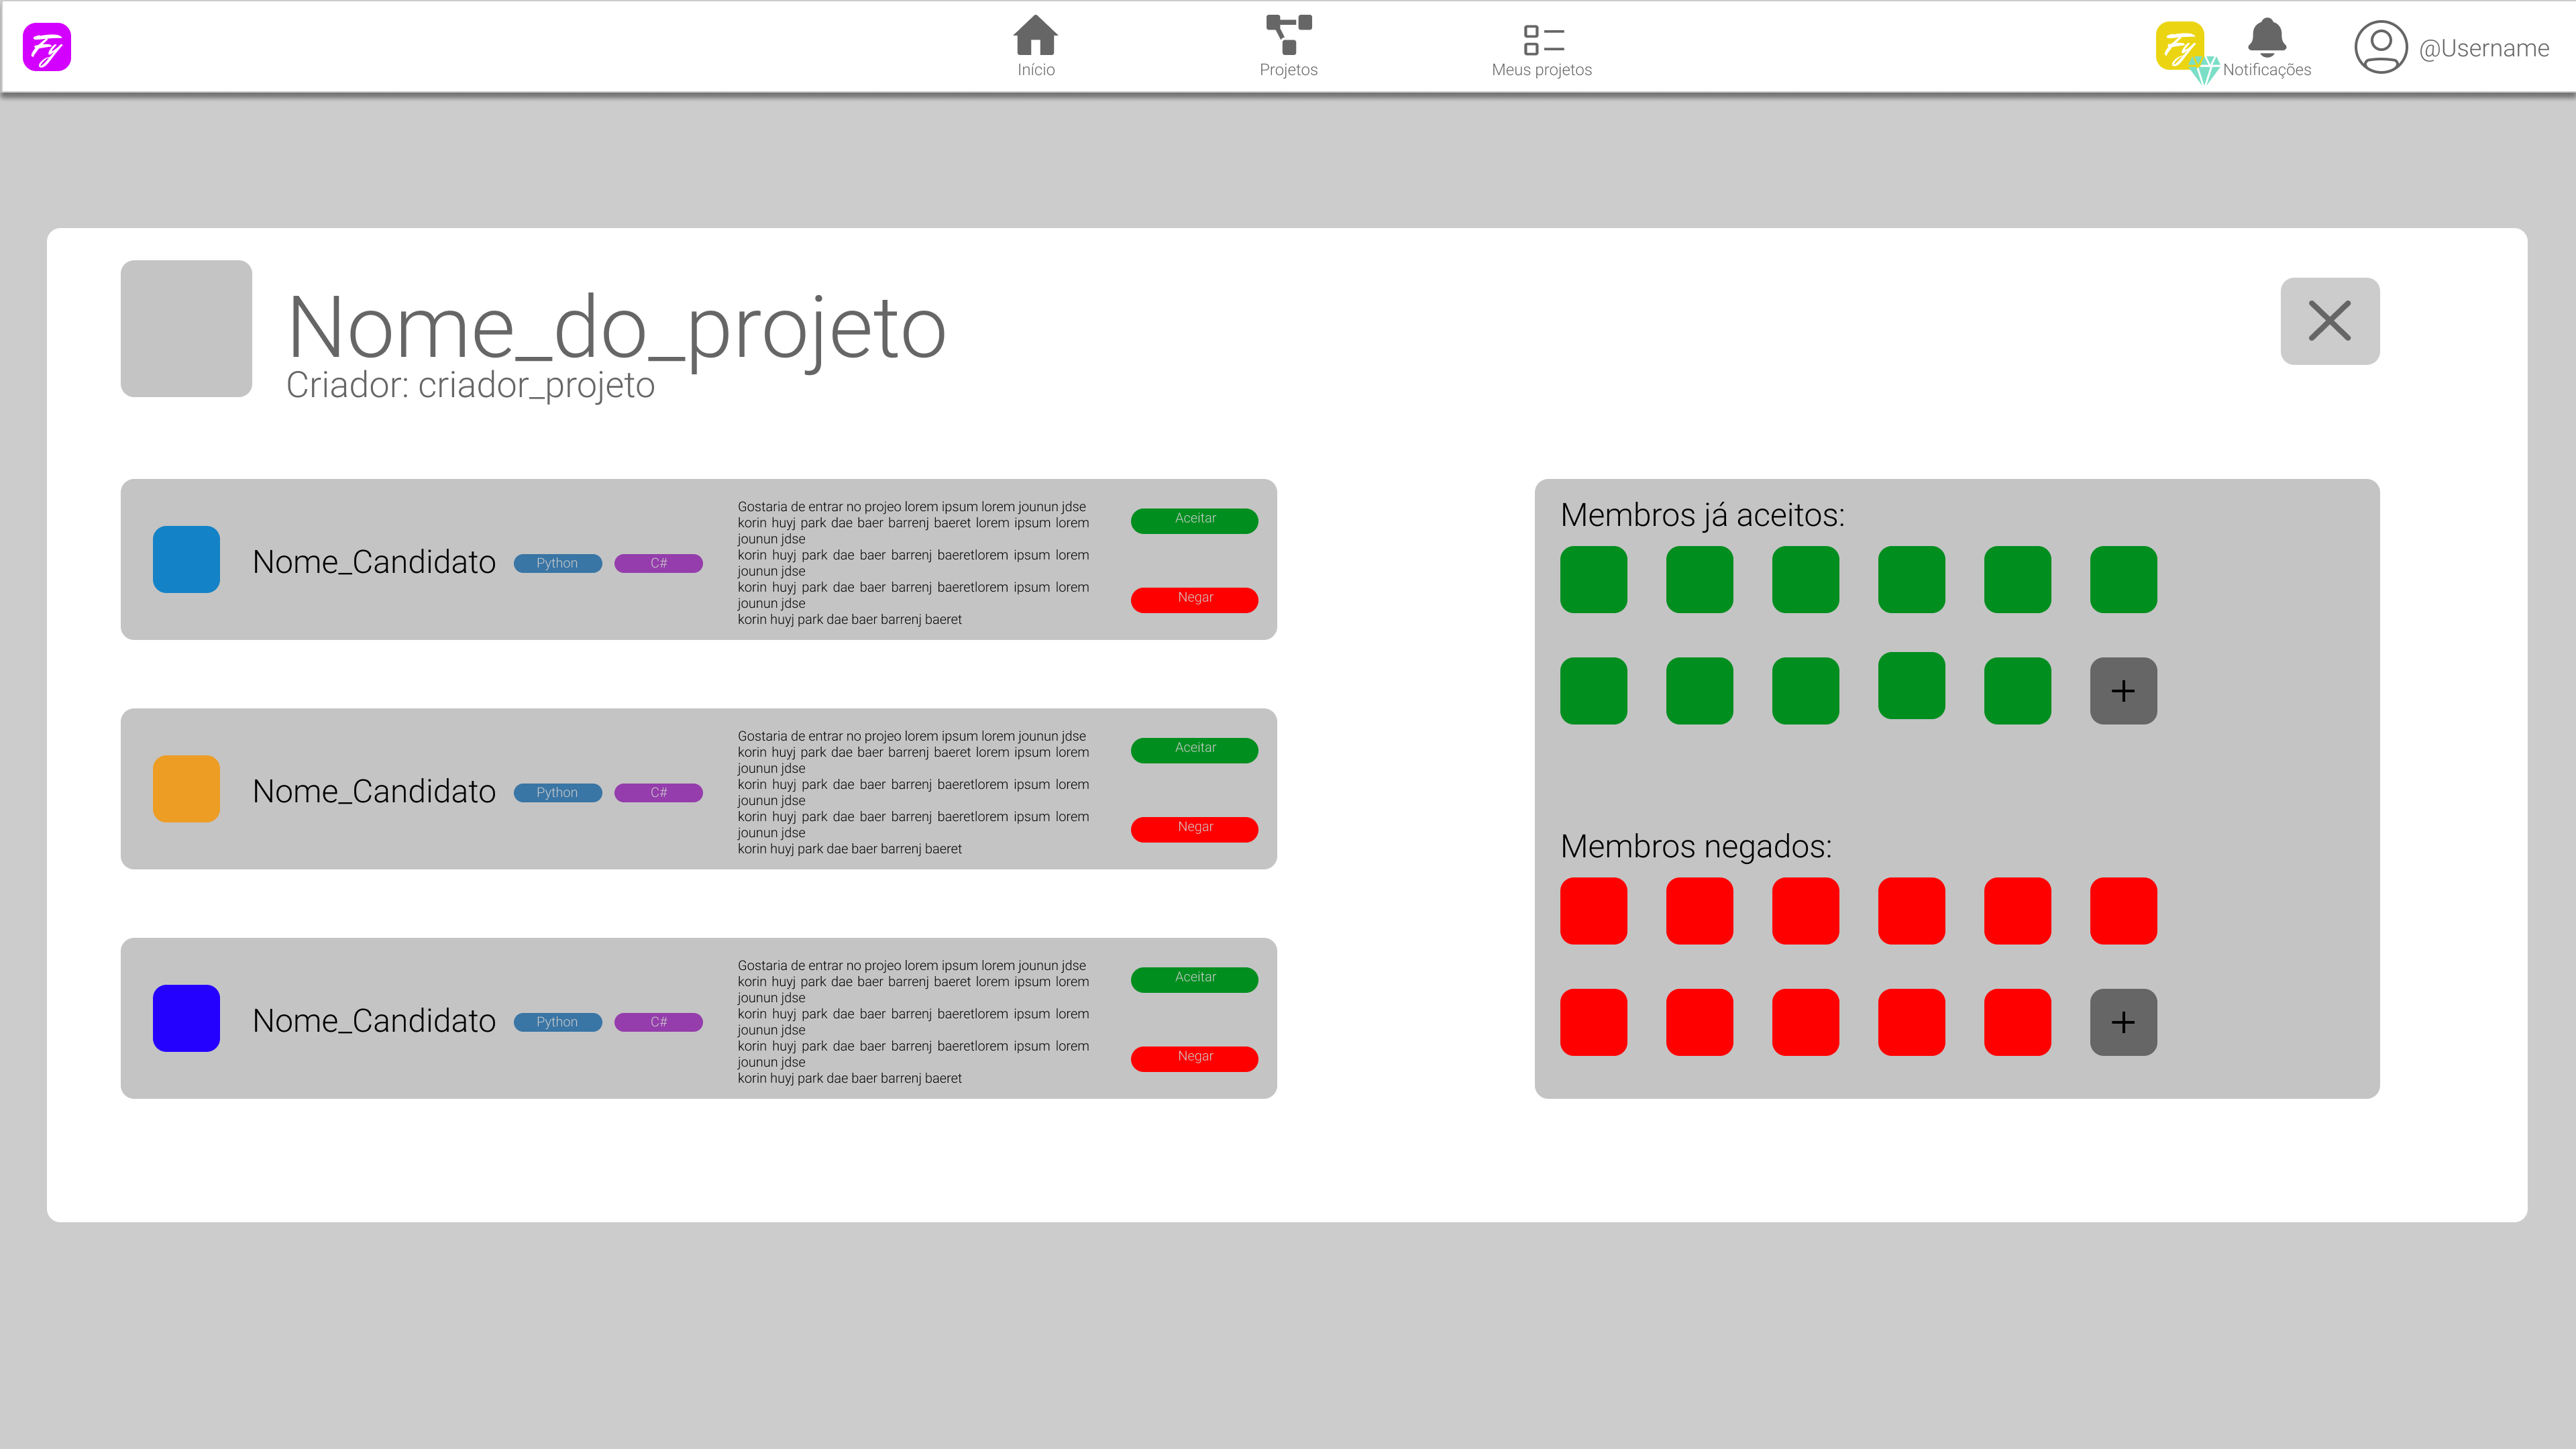 Fy
Início
Projetos
Meus projetos
Fy
Notificações
@Username
Nome_do_projeto
Criador: criador_projeto
Nome_Candidato
Python
C#
Gostaria de entrar no projeo lorem ipsum lorem jounun jdse
korin huyj park dae baer barrenj baeret lorem ipsum lorem
jounun jdse
korin huyj park dae baer barrenj baeretlorem ipsum lorem
jounun jdse
korin huyj park dae baer barrenj baeretlorem ipsum lorem
jounun jdse
korin huyj park dae baer barrenj baeret
Aceitar
Negar
Nome_Candidato
Python
C#
Gostaria de entrar no projeo lorem ipsum lorem jounun jdse
korin huyj park dae baer barrenj baeret lorem ipsum lorem
jounun jdse
korin huyj park dae baer barrenj baeretlorem ipsum lorem
jounun jdse
korin huyj park dae baer barrenj baeretlorem ipsum lorem
jounun jdse
korin huyj park dae baer barrenj baeret
Aceitar
Negar
Nome_Candidato
Python
C#
Gostaria de entrar no projeo lorem ipsum lorem jounun jdse
korin huyj park dae baer barrenj baeret lorem ipsum lorem
jounun jdse
korin huyj park dae baer barrenj baeretlorem ipsum lorem
jounun jdse
korin huyj park dae baer barrenj baeretlorem ipsum lorem
jounun jdse
korin huyj park dae baer barrenj baeret
Aceitar
Negar
Membros já aceitos:
+
Membros negados:
+